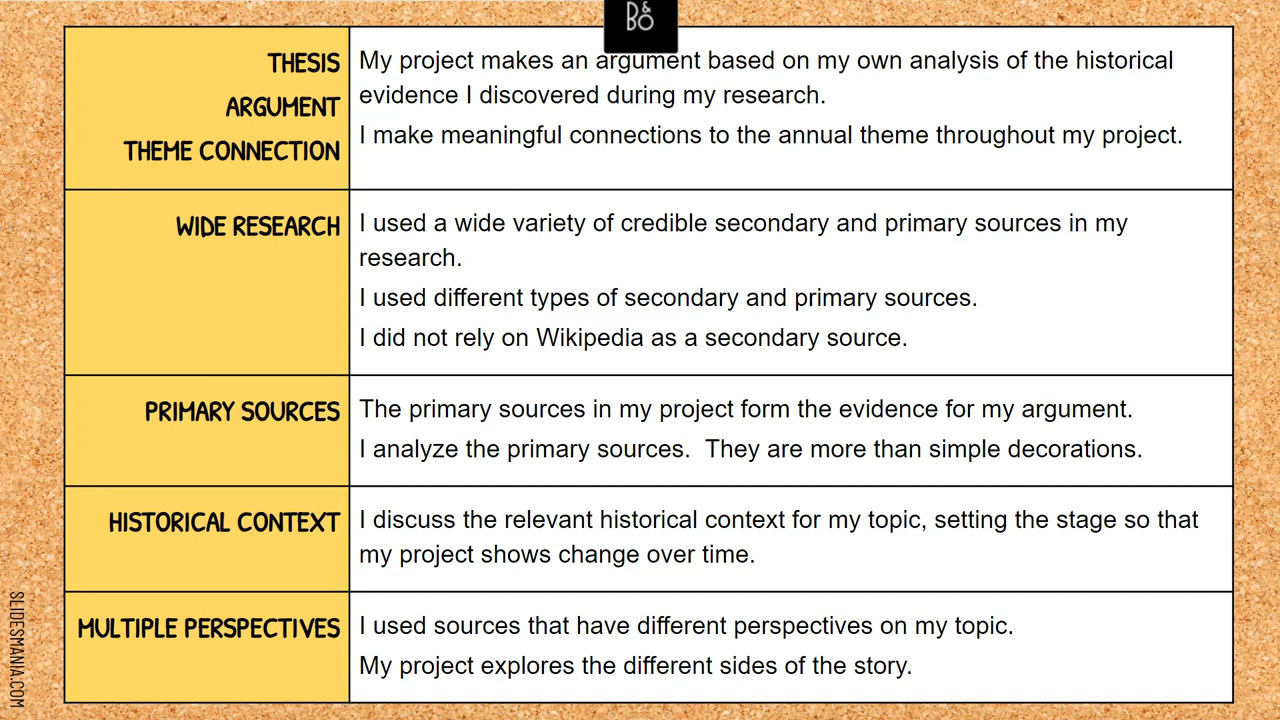 B&O
THESIS
ARGUMENT
THEME CONNECTION
My project makes an argument based on my own analysis of the historical
evidence I discovered during my research.
I make meaningful connections to the annual theme throughout my project.
WIDE RESEARCH
I used a wide variety of credible secondary and primary sources in my
research.
I used different types of secondary and primary sources.
I did not rely on Wikipedia as a secondary source.
PRIMARY SOURCES
The primary sources in my project form the evidence for my argument.
I analyze the primary sources.  They are more than simple decorations.
HISTORICAL CONTEXT
I discuss the relevant historical context for my topic, setting the stage so that
my project shows change over time.
MULTIPLE PERSPECTIVES
I used sources that have different perspectives on my topic.
My project explores the different sides of the story.
SLIDESMANIA.COM